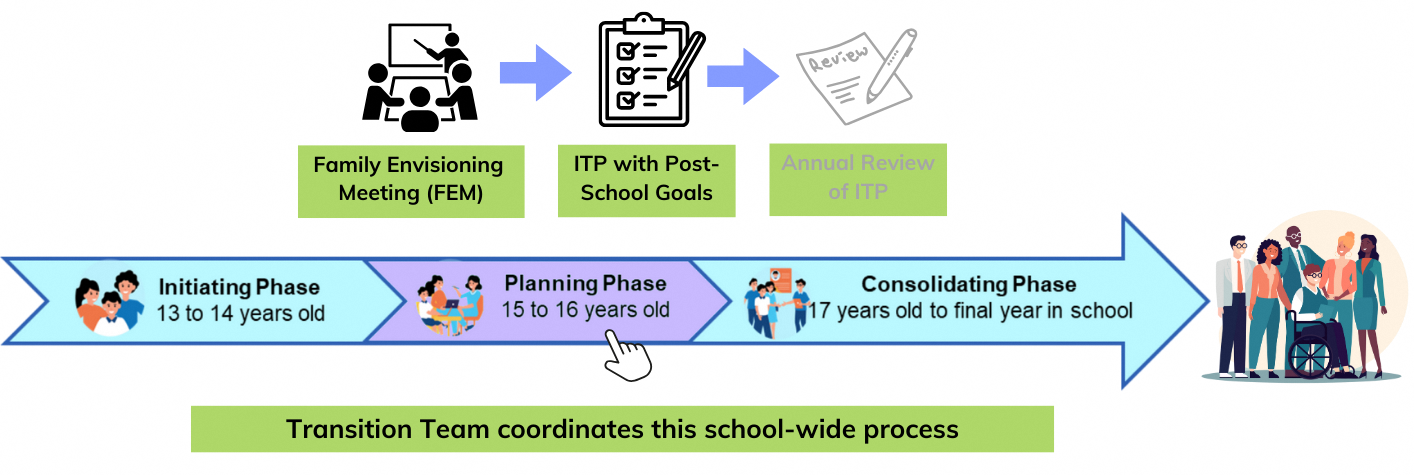 Review
Family Envisioning
Meeting (FEM)
ITP with Post-
School Goals
Annual Review
of ITP
Initiating Phase
13 to 14 years old
Planning Phase
15 to 16 years old
Consolidating Phase
17 years old to final year in school
Transition Team coordinates this school-wide process